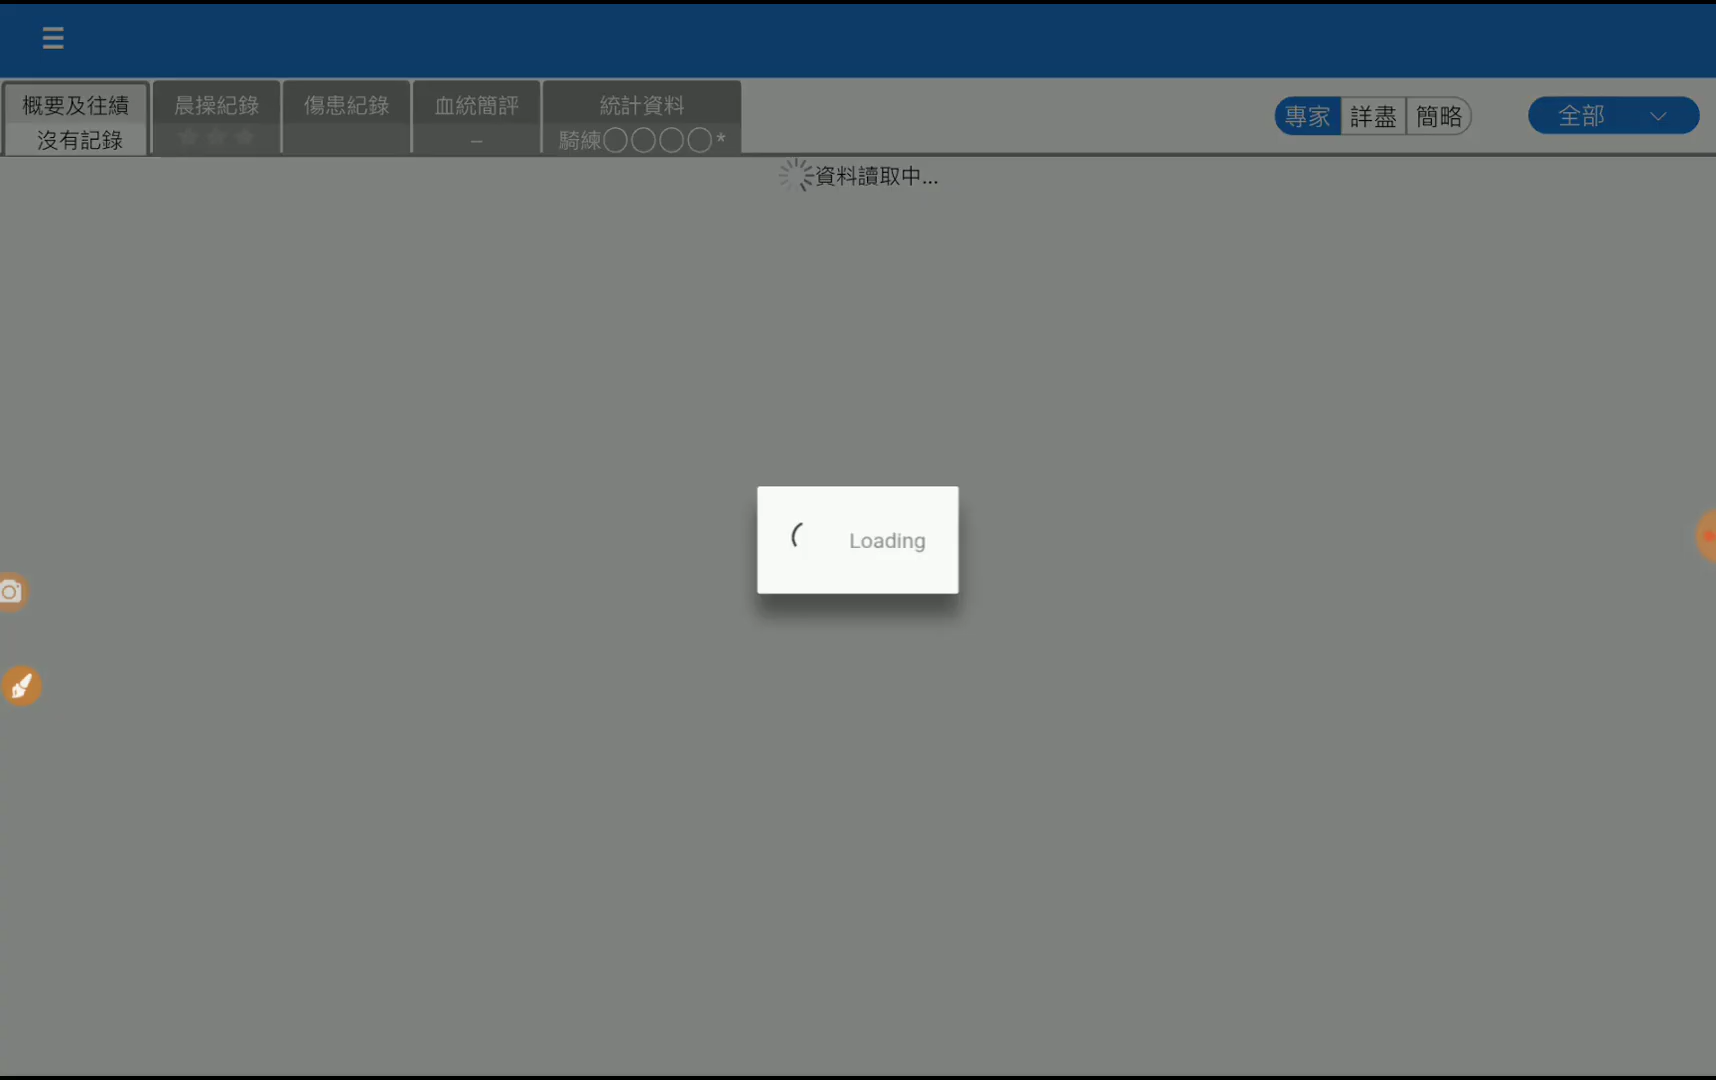 概要及往績 晨操紀錄 傷患紀錄 血統簡評 統計資料
沒有記錄 – 騎練〇〇〇〇*
專家 詳盡 簡略 全部
資料讀取中...
Loading